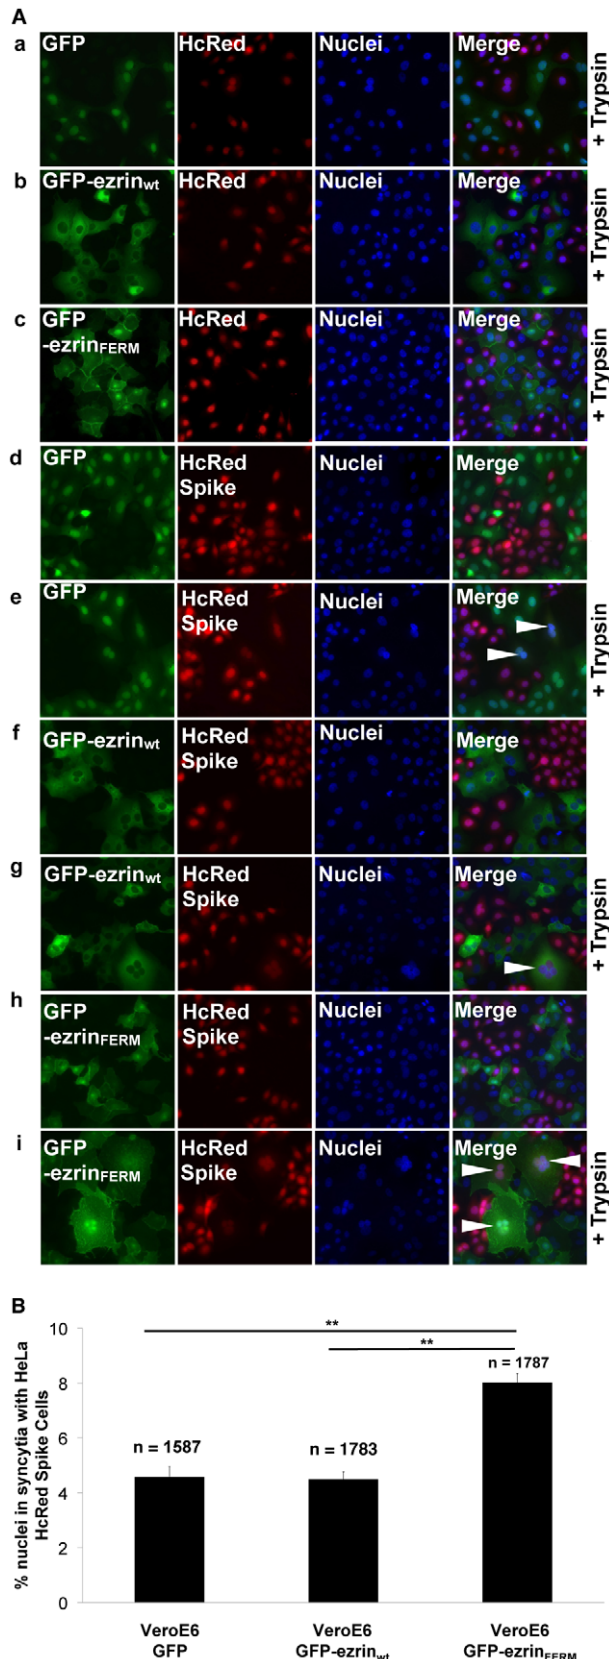 A
a
GFP HcRed Nuclei Merge + Trypsin
b
GFP-ezrinwt HcRed Nuclei Merge + Trypsin
c
GFP HcRed Nuclei Merge + Trypsin
-ezrinFERM
d
GFP HcRed Nuclei Merge
Spike
e
GFP HcRed Nuclei Merge + Trypsin
Spike
f
GFP-ezrinwt HcRed Nuclei Merge
Spike
g
GFP-ezrinwt HcRed Nuclei Merge + Trypsin
Spike
h
GFP HcRed Nuclei Merge
-ezrinFERM Spike
i
GFP HcRed Nuclei Merge + Trypsin
-ezrinFERM Spike
B
% nuclei in syncytia with HeLa
HcRed Spike Cells
10
8
6
4
2
0
**
**
n = 1587
n = 1783
n = 1787
VeroE6 VeroE6 VeroE6
GFP GFP-ezrinwt GFP-ezrinFERM